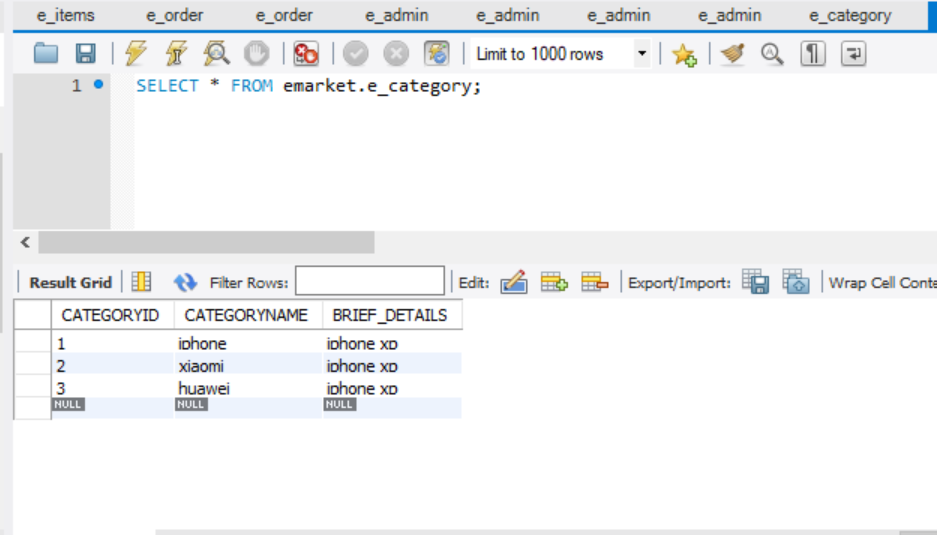 e_items e_order e_order e_admin e_admin e_admin e_admin e_category
Limit to 1000 rows
1 SELECT * FROM emarket.e_category;
Result Grid Filter Rows: Edit: Export/Import: Wrap Cell Conte
CATEGORYID CATEGORYNAME BRIEF_DETAILS
1 iphone iphone xp
2 xiaomi iphone xp
3 huawei iphone xp
NULL NULL NULL